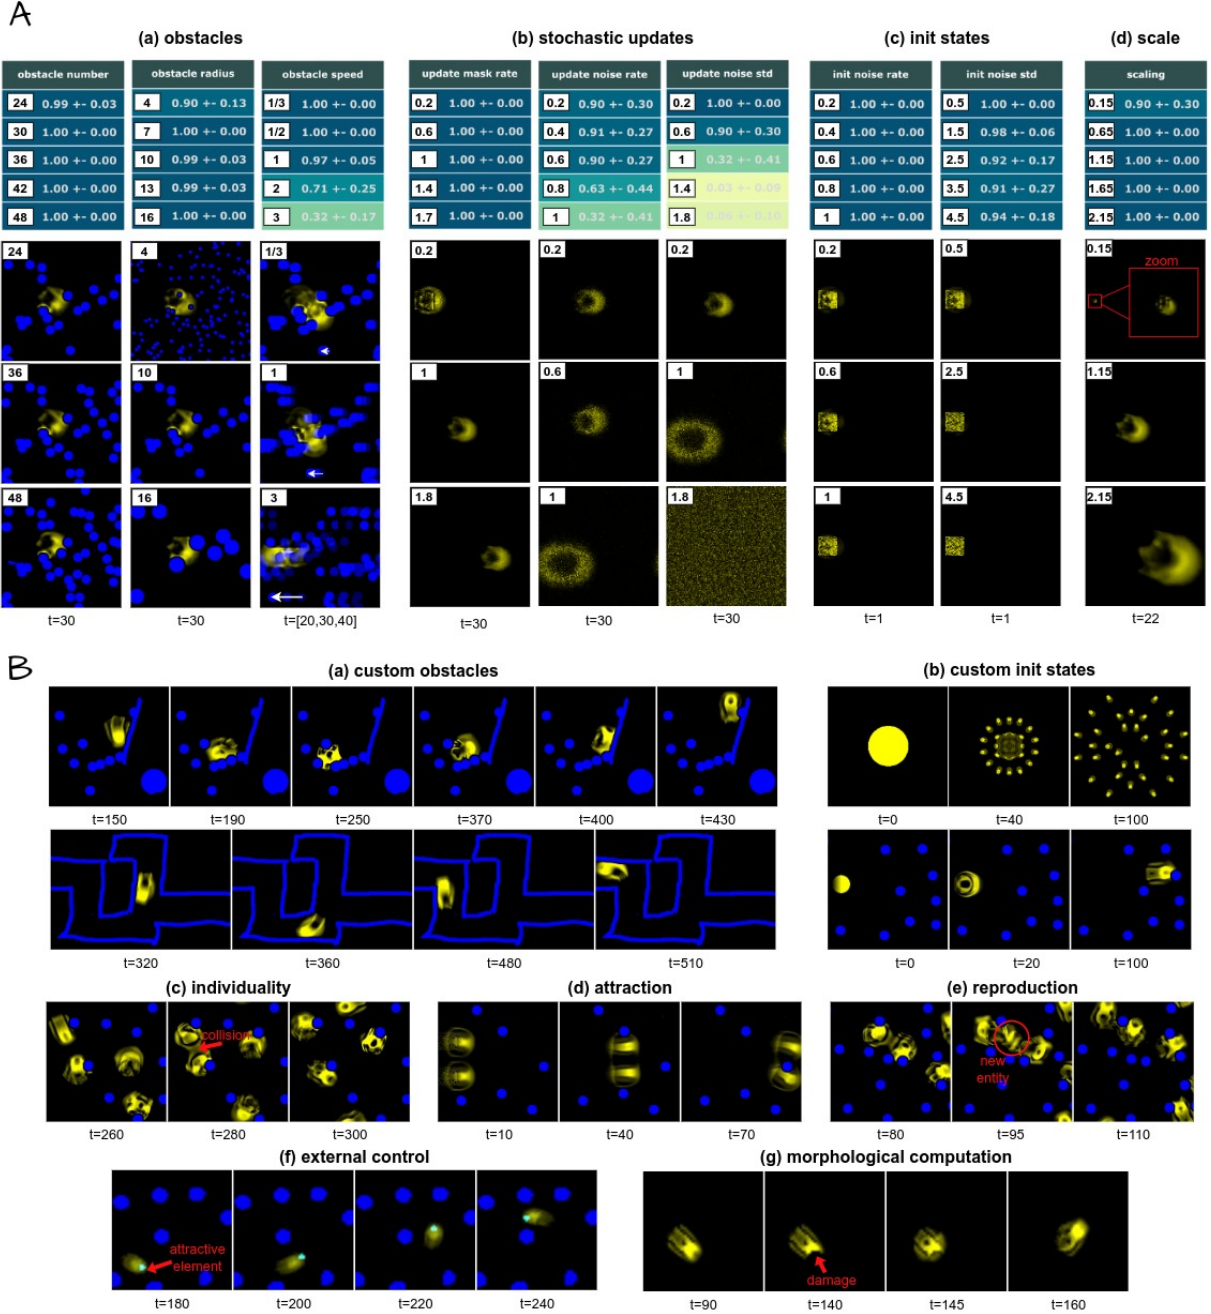 A
(a) obstacles
(b) stochastic updates
(c) init states
(d) scale
obstacle number obstacle radius obstacle speed
24 0.99 +- 0.03 4 0.90 +- 0.13 1/3 1.00 +- 0.00
30 1.00 +- 0.00 7 1.00 +- 0.00 1/2 1.00 +- 0.00
36 1.00 +- 0.00 10 0.99 +- 0.03 1 0.97 +- 0.05
42 1.00 +- 0.00 13 0.99 +- 0.03 2 0.71 +- 0.25
48 1.00 +- 0.00 16 1.00 +- 0.00 3 0.32 +- 0.17
update mask rate update noise rate update noise std
0.2 1.00 +- 0.00 0.2 0.90 +- 0.30 0.2 1.00 +- 0.00
0.6 1.00 +- 0.00 0.4 0.91 +- 0.27 0.6 0.90 +- 0.30
1 1.00 +- 0.00 0.6 0.90 +- 0.27 1 0.32 +- 0.41
1.4 1.00 +- 0.00 0.8 0.63 +- 0.44 1.4 0.03 +- 0.09
1.7 1.00 +- 0.00 1 0.32 +- 0.41 1.8 0.06 +- 0.10
init noise rate init noise std
0.2 1.00 +- 0.00 0.5 1.00 +- 0.00
0.4 1.00 +- 0.00 1.5 0.98 +- 0.06
0.6 1.00 +- 0.00 2.5 0.92 +- 0.17
0.8 1.00 +- 0.00 3.5 0.91 +- 0.27
1 1.00 +- 0.00 4.5 0.94 +- 0.18
scaling
0.15 0.90 +- 0.30
0.65 1.00 +- 0.00
1.15 1.00 +- 0.00
1.65 1.00 +- 0.00
2.15 1.00 +- 0.00
24 4 1/3 0.2 0.2 0.2 0.2 0.5 0.15
zoom
36 10 1 1 0.6 1 0.6 2.5 1.15
48 16 3 1.8 1 1.8 1 4.5 2.15
t=30 t=30 t=[20,30,40] t=30 t=30 t=30 t=1 t=1 t=22
B
(a) custom obstacles
t=150 t=190 t=250 t=370 t=400 t=430
t=320 t=360 t=480 t=510
(b) custom init states
t=0 t=40 t=100
t=0 t=20 t=100
(c) individuality
collision
t=260 t=280 t=300
(d) attraction
t=10 t=40 t=70
(e) reproduction
new
entity
t=80 t=95 t=110
(f) external control
attractive
element
t=180 t=200 t=220 t=240
(g) morphological computation
damage
t=90 t=140 t=145 t=160